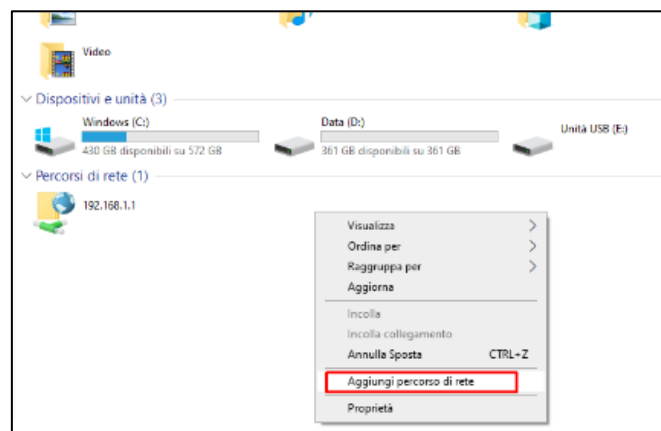 Video
Dispositivi e unità (3)
Windows (C:)
430 GB disponibili su 572 GB
Data (D:)
361 GB disponibili su 361 GB
Unità USB (E:)
Percorsi di rete (1)
192.168.1.1
Visualizza
Ordina per
Raggruppa per
Aggiorna
Incolla
Incolla collegamento
Annulla Sposta CTRL+Z
Aggiungi percorso di rete
Proprietà